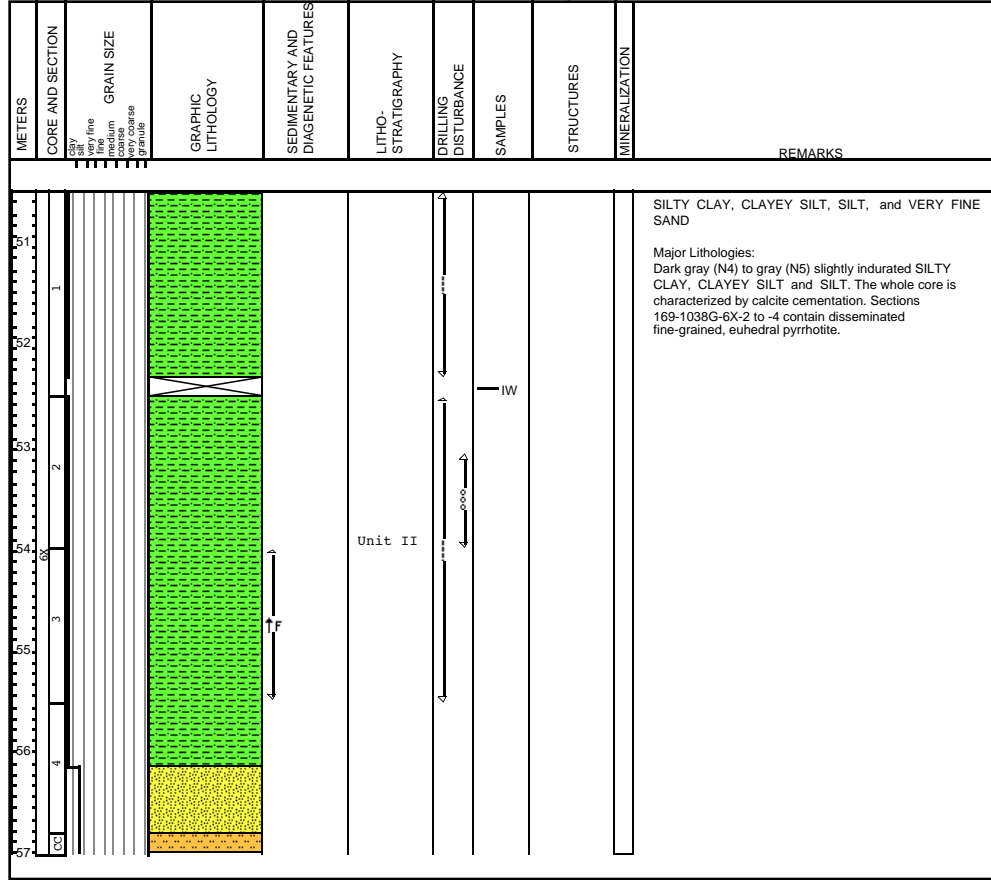 METERS
CORE AND SECTION
GRAIN SIZE
clay
silt
very fine
fine
medium
coarse
very coarse
granule
GRAPHIC
LITHOLOGY
SEDIMENTARY AND
DIAGENETIC FEATURES
LITHO-
STRATIGRAPHY
DRILLING
DISTURBANCE
SAMPLES
STRUCTURES
MINERALIZATION
REMARKS
51
52
53
54
55
56
57
6X
1
2
3
4
CC
F
Unit II
IW
SILTY CLAY, CLAYEY SILT, SILT, and VERY FINE
SAND
Major Lithologies:
Dark gray (N4) to gray (N5) slightly indurated SILTY
CLAY, CLAYEY SILT and SILT. The whole core is
characterized by calcite cementation. Sections
169-1038G-6X-2 to -4 contain disseminated
fine-grained, euhedral pyrrhotite.